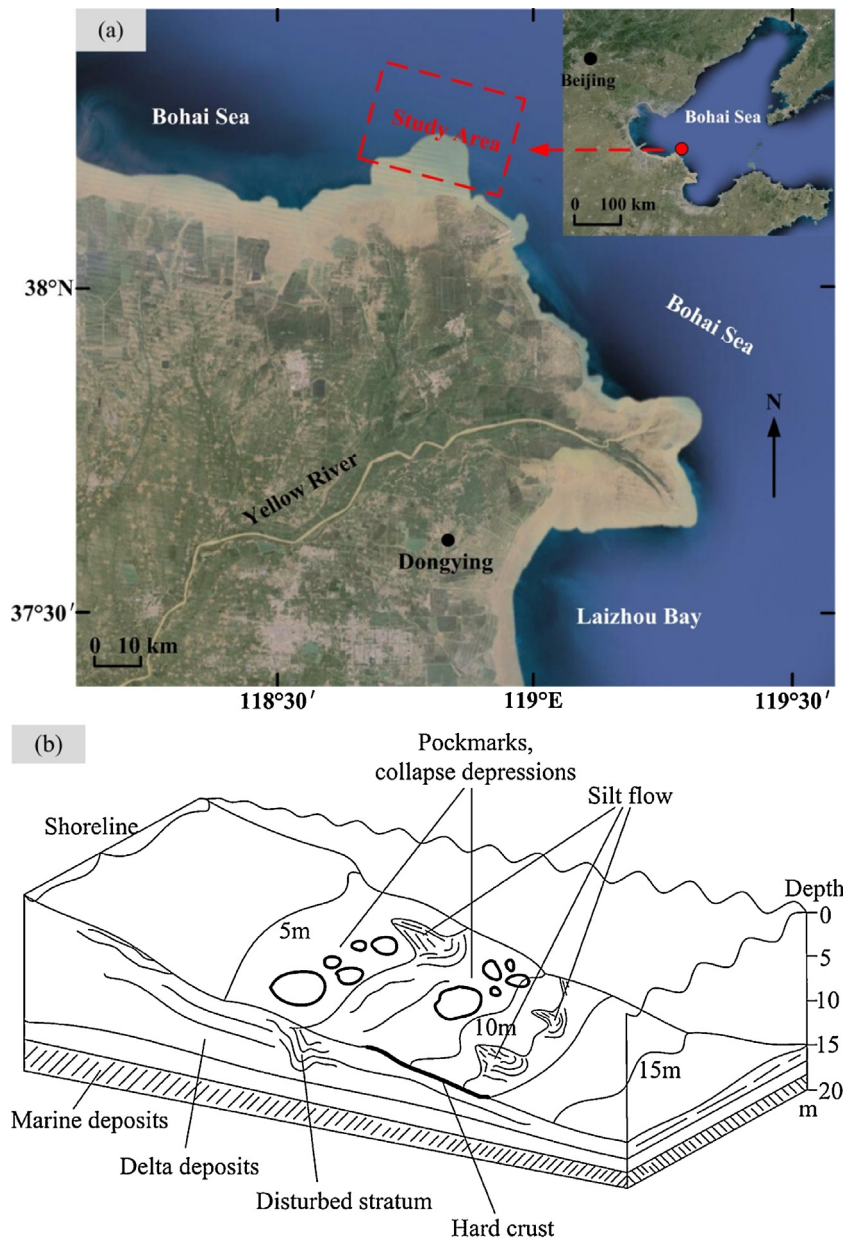 (a)
Bohai Sea
Study Area
Beijing
Bohai Sea
0 100 km
38°N
Bohai Sea
N
Yellow River
Dongying
37°30′
Laizhou Bay
0 10 km
118°30′
119°E
119°30′
(b)
Pockmarks,
collapse depressions
Silt flow
Shoreline
Depth
0
5m
5
10
10m
15
15m
20
m
Marine deposits
Delta deposits
Disturbed stratum
Hard crust